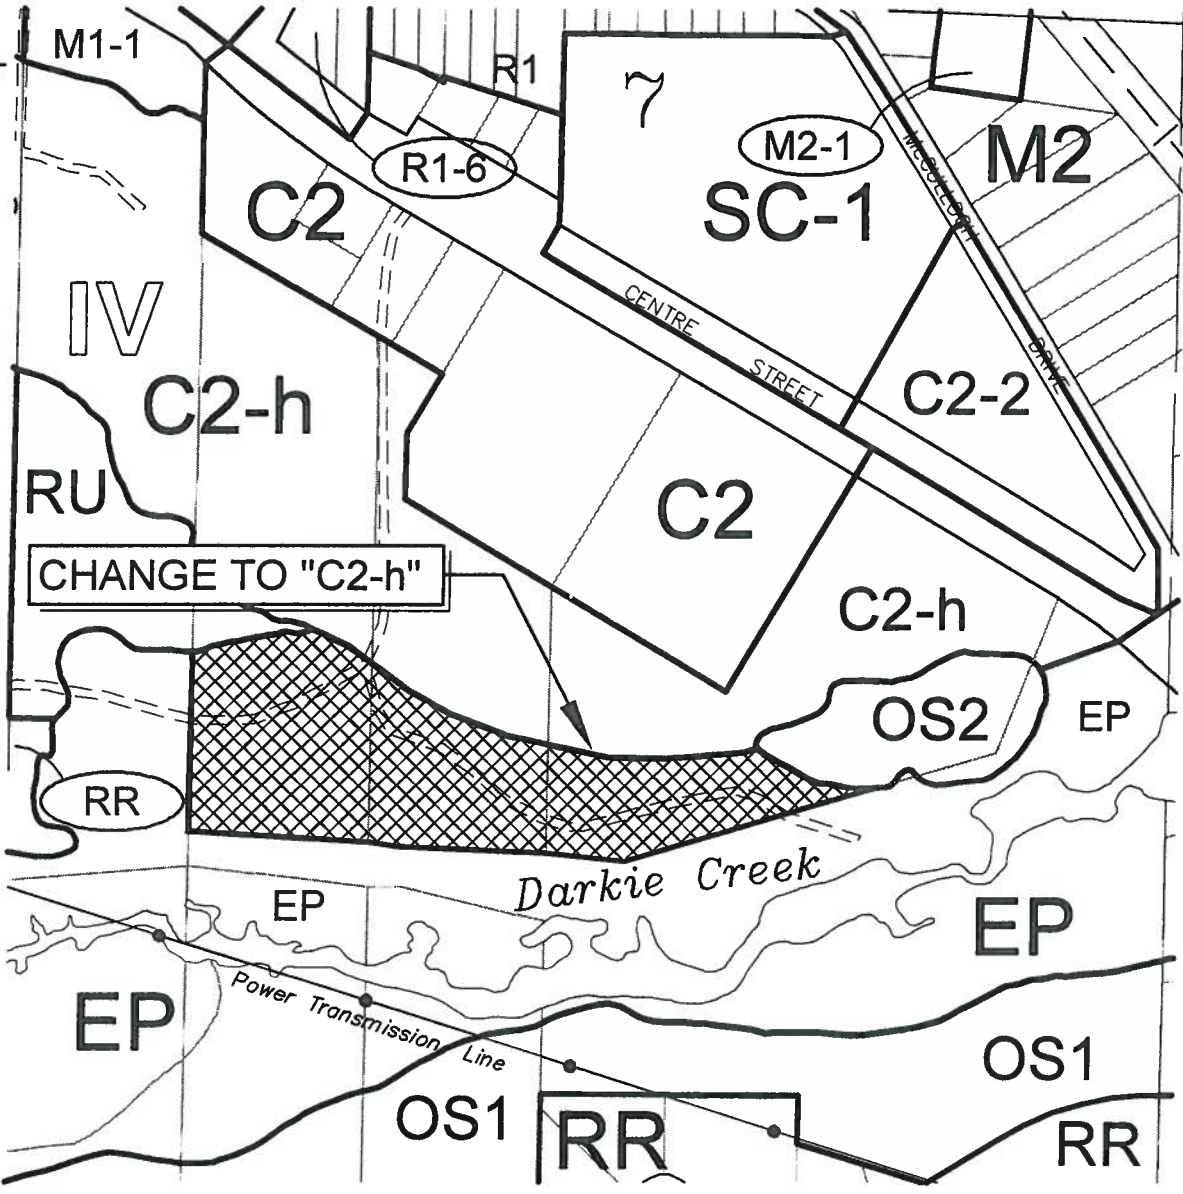 M1-1
R1
7
M2-1
M2
R1-6
C2
SC-1
McCULLOCH
DRIVE
IV
CENTRE
STREET
C2-h
C2-2
RU
C2
CHANGE TO "C2-h"
C2-h
OS2
EP
RR
Darkie Creek
EP
EP
EP
Power Transmission Line
OS1
OS1
RR
RR